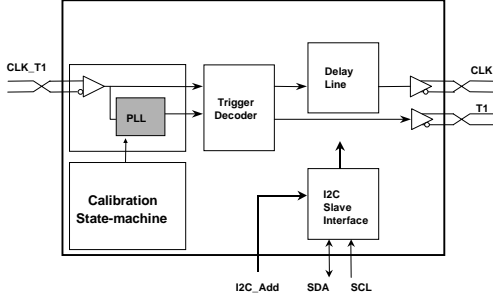 CLK_T1
PLL
Trigger
Decoder
Delay
Line
CLK
T1
Calibration
State-machine
I2C
Slave
Interface
I2C_Add
SDA
SCL